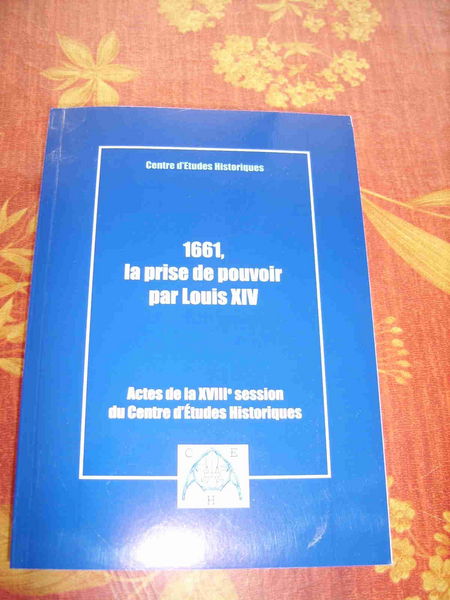 Centre d'Etudes Historiques
1661,
la prise de pouvoir
par Louis XIV
Actes de la XVIIIe session
du Centre d'Études Historiques
C E
H